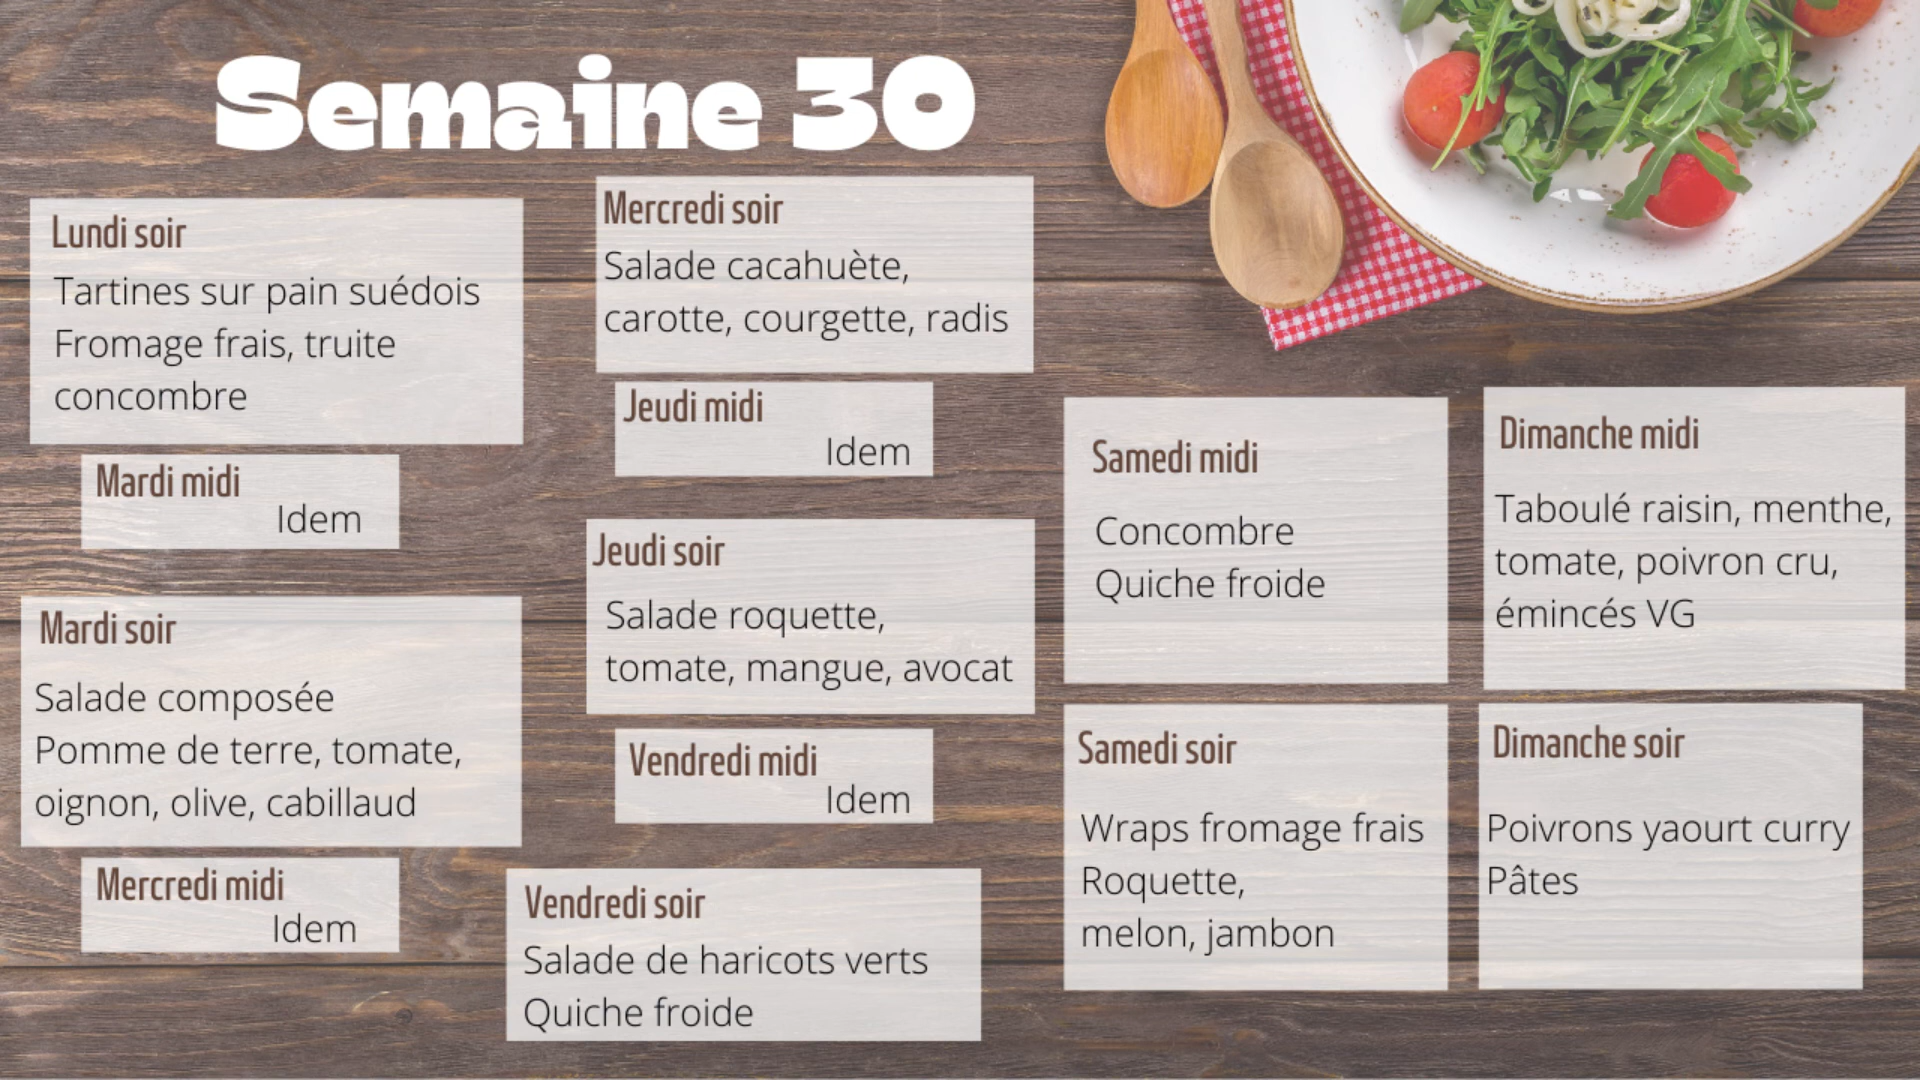 Semaine 30
Lundi soir
Tartines sur pain suédois
Fromage frais, truite
concombre
Mardi midi
Idem
Mardi soir
Salade composée
Pomme de terre, tomate,
oignon, olive, cabillaud
Mercredi midi
Idem
Mercredi soir
Salade cacahuète,
carotte, courgette, radis
Jeudi midi
Idem
Jeudi soir
Salade roquette,
tomate, mangue, avocat
Vendredi midi
Idem
Vendredi soir
Salade de haricots verts
Quiche froide
Samedi midi
Concombre
Quiche froide
Samedi soir
Wraps fromage frais
Roquette,
melon, jambon
Dimanche midi
Taboulé raisin, menthe,
tomate, poivron cru,
émincés VG
Dimanche soir
Poivrons yaourt curry
Pâtes